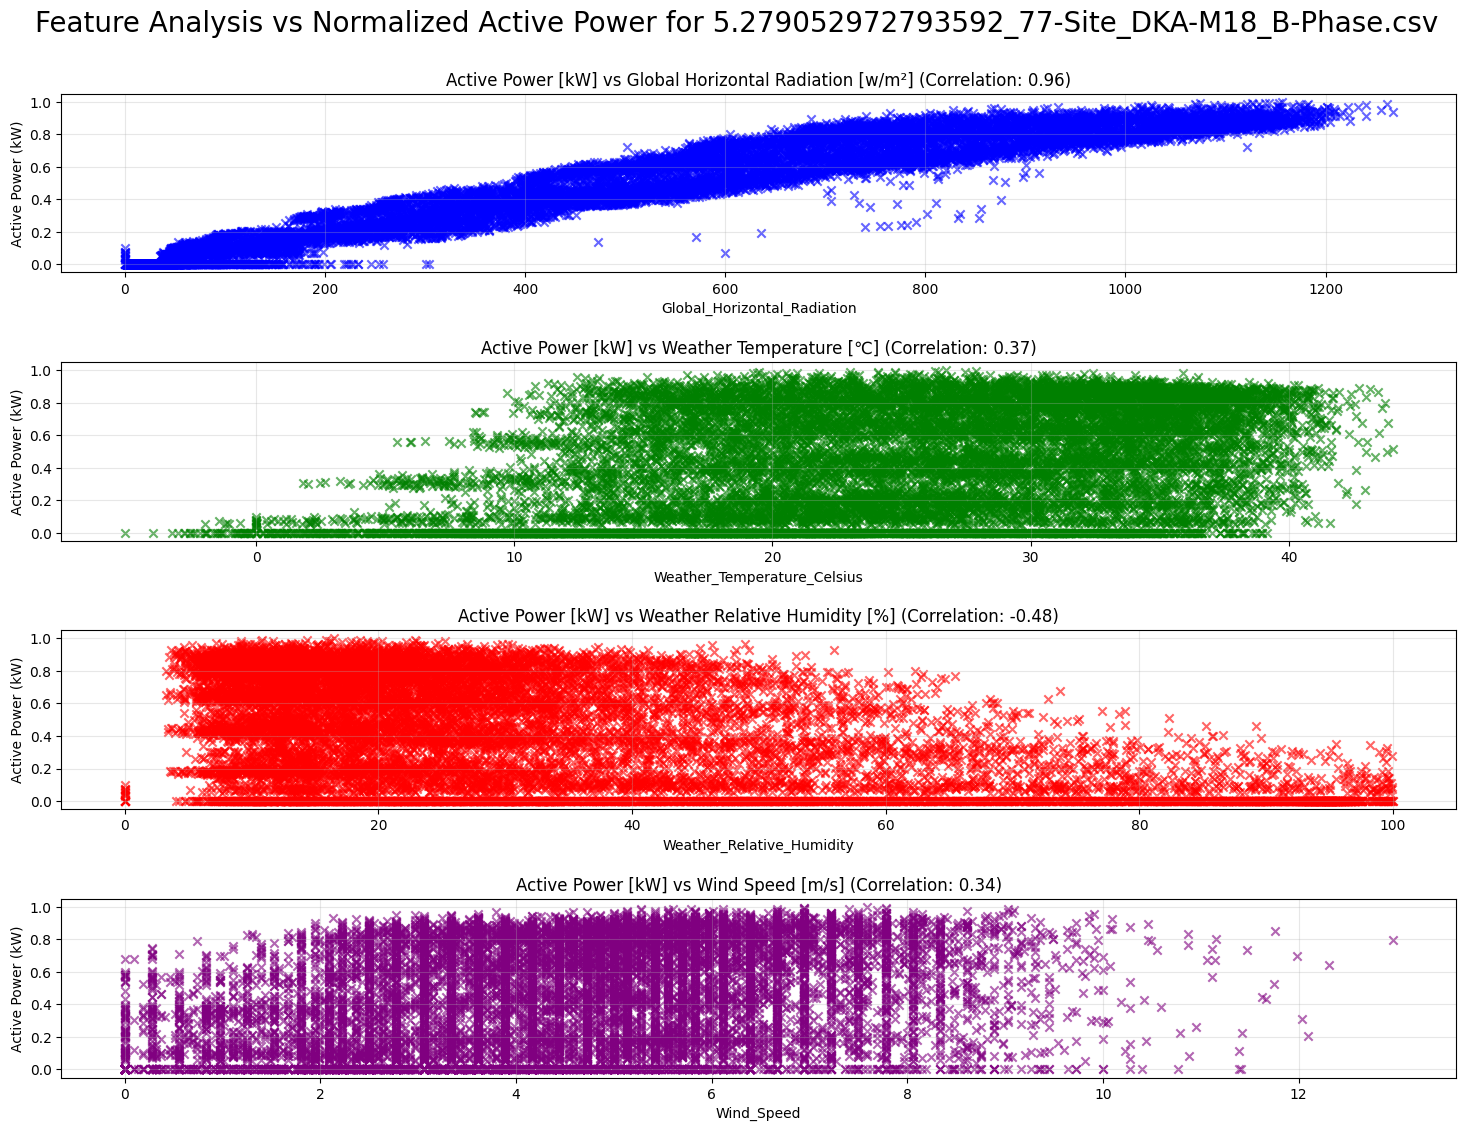 Feature Analysis vs Normalized Active Power for 5.279052972793592_77-Site_DKA-M18_B-Phase.csv
Active Power [kW] vs Global Horizontal Radiation [w/m²] (Correlation: 0.96)
Active Power (kW)
1.0
0.8
0.6
0.4
0.2
0.0
0 200 400 600 800 1000 1200
Global_Horizontal_Radiation
Active Power [kW] vs Weather Temperature [℃] (Correlation: 0.37)
Active Power (kW)
1.0
0.8
0.6
0.4
0.2
0.0
0 10 20 30 40
Weather_Temperature_Celsius
Active Power [kW] vs Weather Relative Humidity [%] (Correlation: -0.48)
Active Power (kW)
1.0
0.8
0.6
0.4
0.2
0.0
0 20 40 60 80 100
Weather_Relative_Humidity
Active Power [kW] vs Wind Speed [m/s] (Correlation: 0.34)
Active Power (kW)
1.0
0.8
0.6
0.4
0.2
0.0
0 2 4 6 8 10 12
Wind_Speed